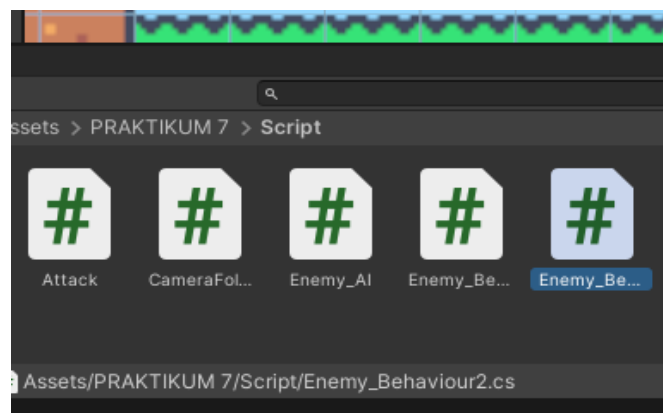 ssets > PRAKTIKUM 7 > Script
Attack
CameraFol...
Enemy_AI
Enemy_Be...
Enemy_Be...
Assets/PRAKTIKUM 7/Script/Enemy_Behaviour2.cs